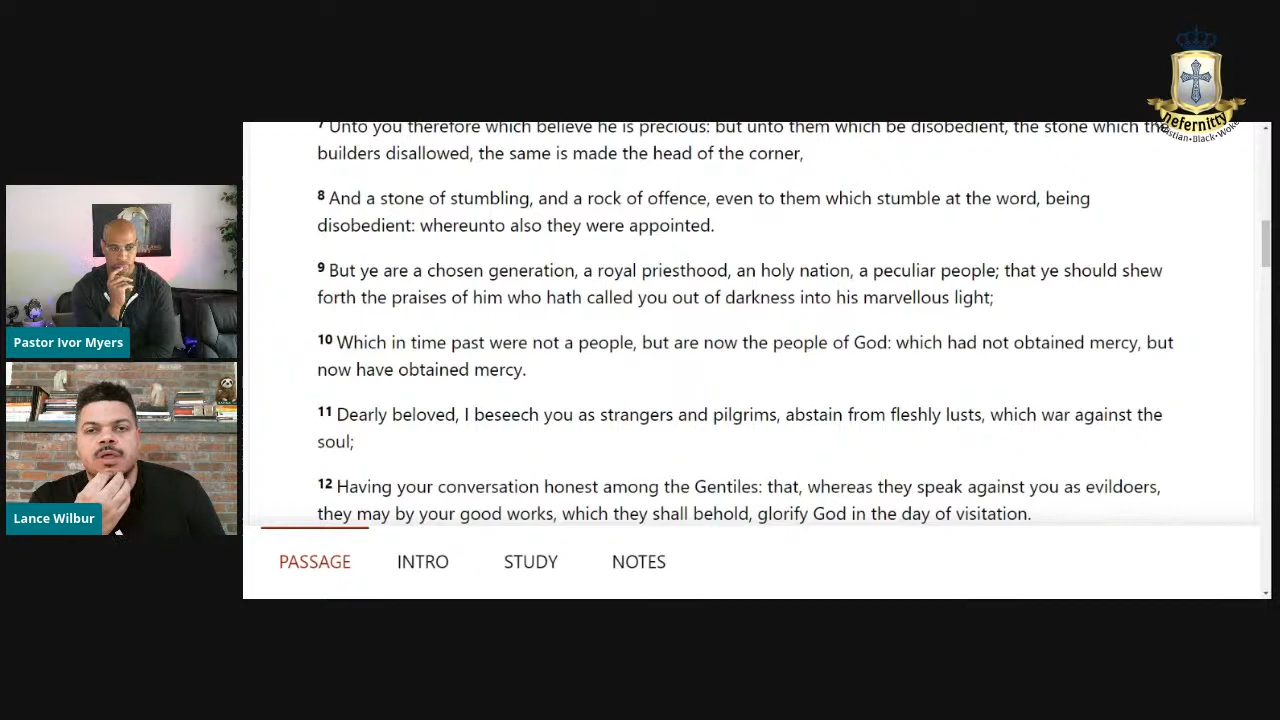 nefernitty
Black•Woke
7 Unto you therefore which believe he is precious: but unto them which be disobedient, the stone which
builders disallowed, the same is made the head of the corner,
8 And a stone of stumbling, and a rock of offence, even to them which stumble at the word, being
disobedient: whereunto also they were appointed.
9 But ye are a chosen generation, a royal priesthood, an holy nation, a peculiar people; that ye should shew
forth the praises of him who hath called you out of darkness into his marvellous light;
10 Which in time past were not a people, but are now the people of God: which had not obtained mercy, but
now have obtained mercy.
11 Dearly beloved, I beseech you as strangers and pilgrims, abstain from fleshly lusts, which war against the
soul;
12 Having your conversation honest among the Gentiles: that, whereas they speak against you as evildoers,
they may by your good works, which they shall behold, glorify God in the day of visitation.
PASSAGE INTRO STUDY NOTES
Pastor Ivor Myers
Lance Wilbur